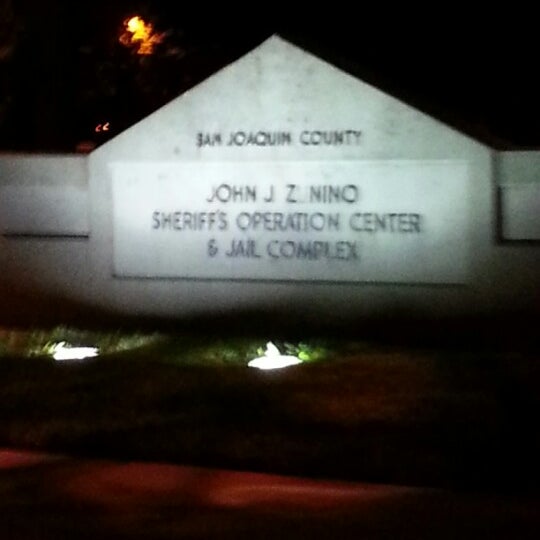 SAN JOAQUIN COUNTY
JOHN J. Z NINO
SHERIFF'S OPERATION CENTER
& JAIL COMPLEX